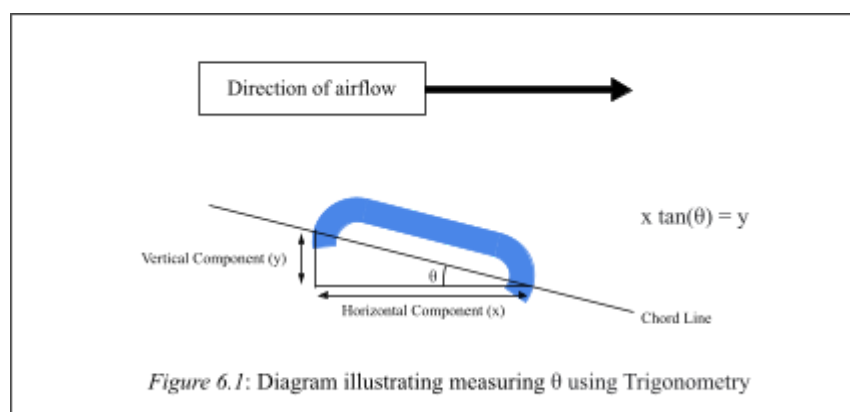 Direction of airflow
x tan(θ) = y
Vertical Component (y)
θ
Horizontal Component (x)
Chord Line
Figure 6.1: Diagram illustrating measuring θ using Trigonometry